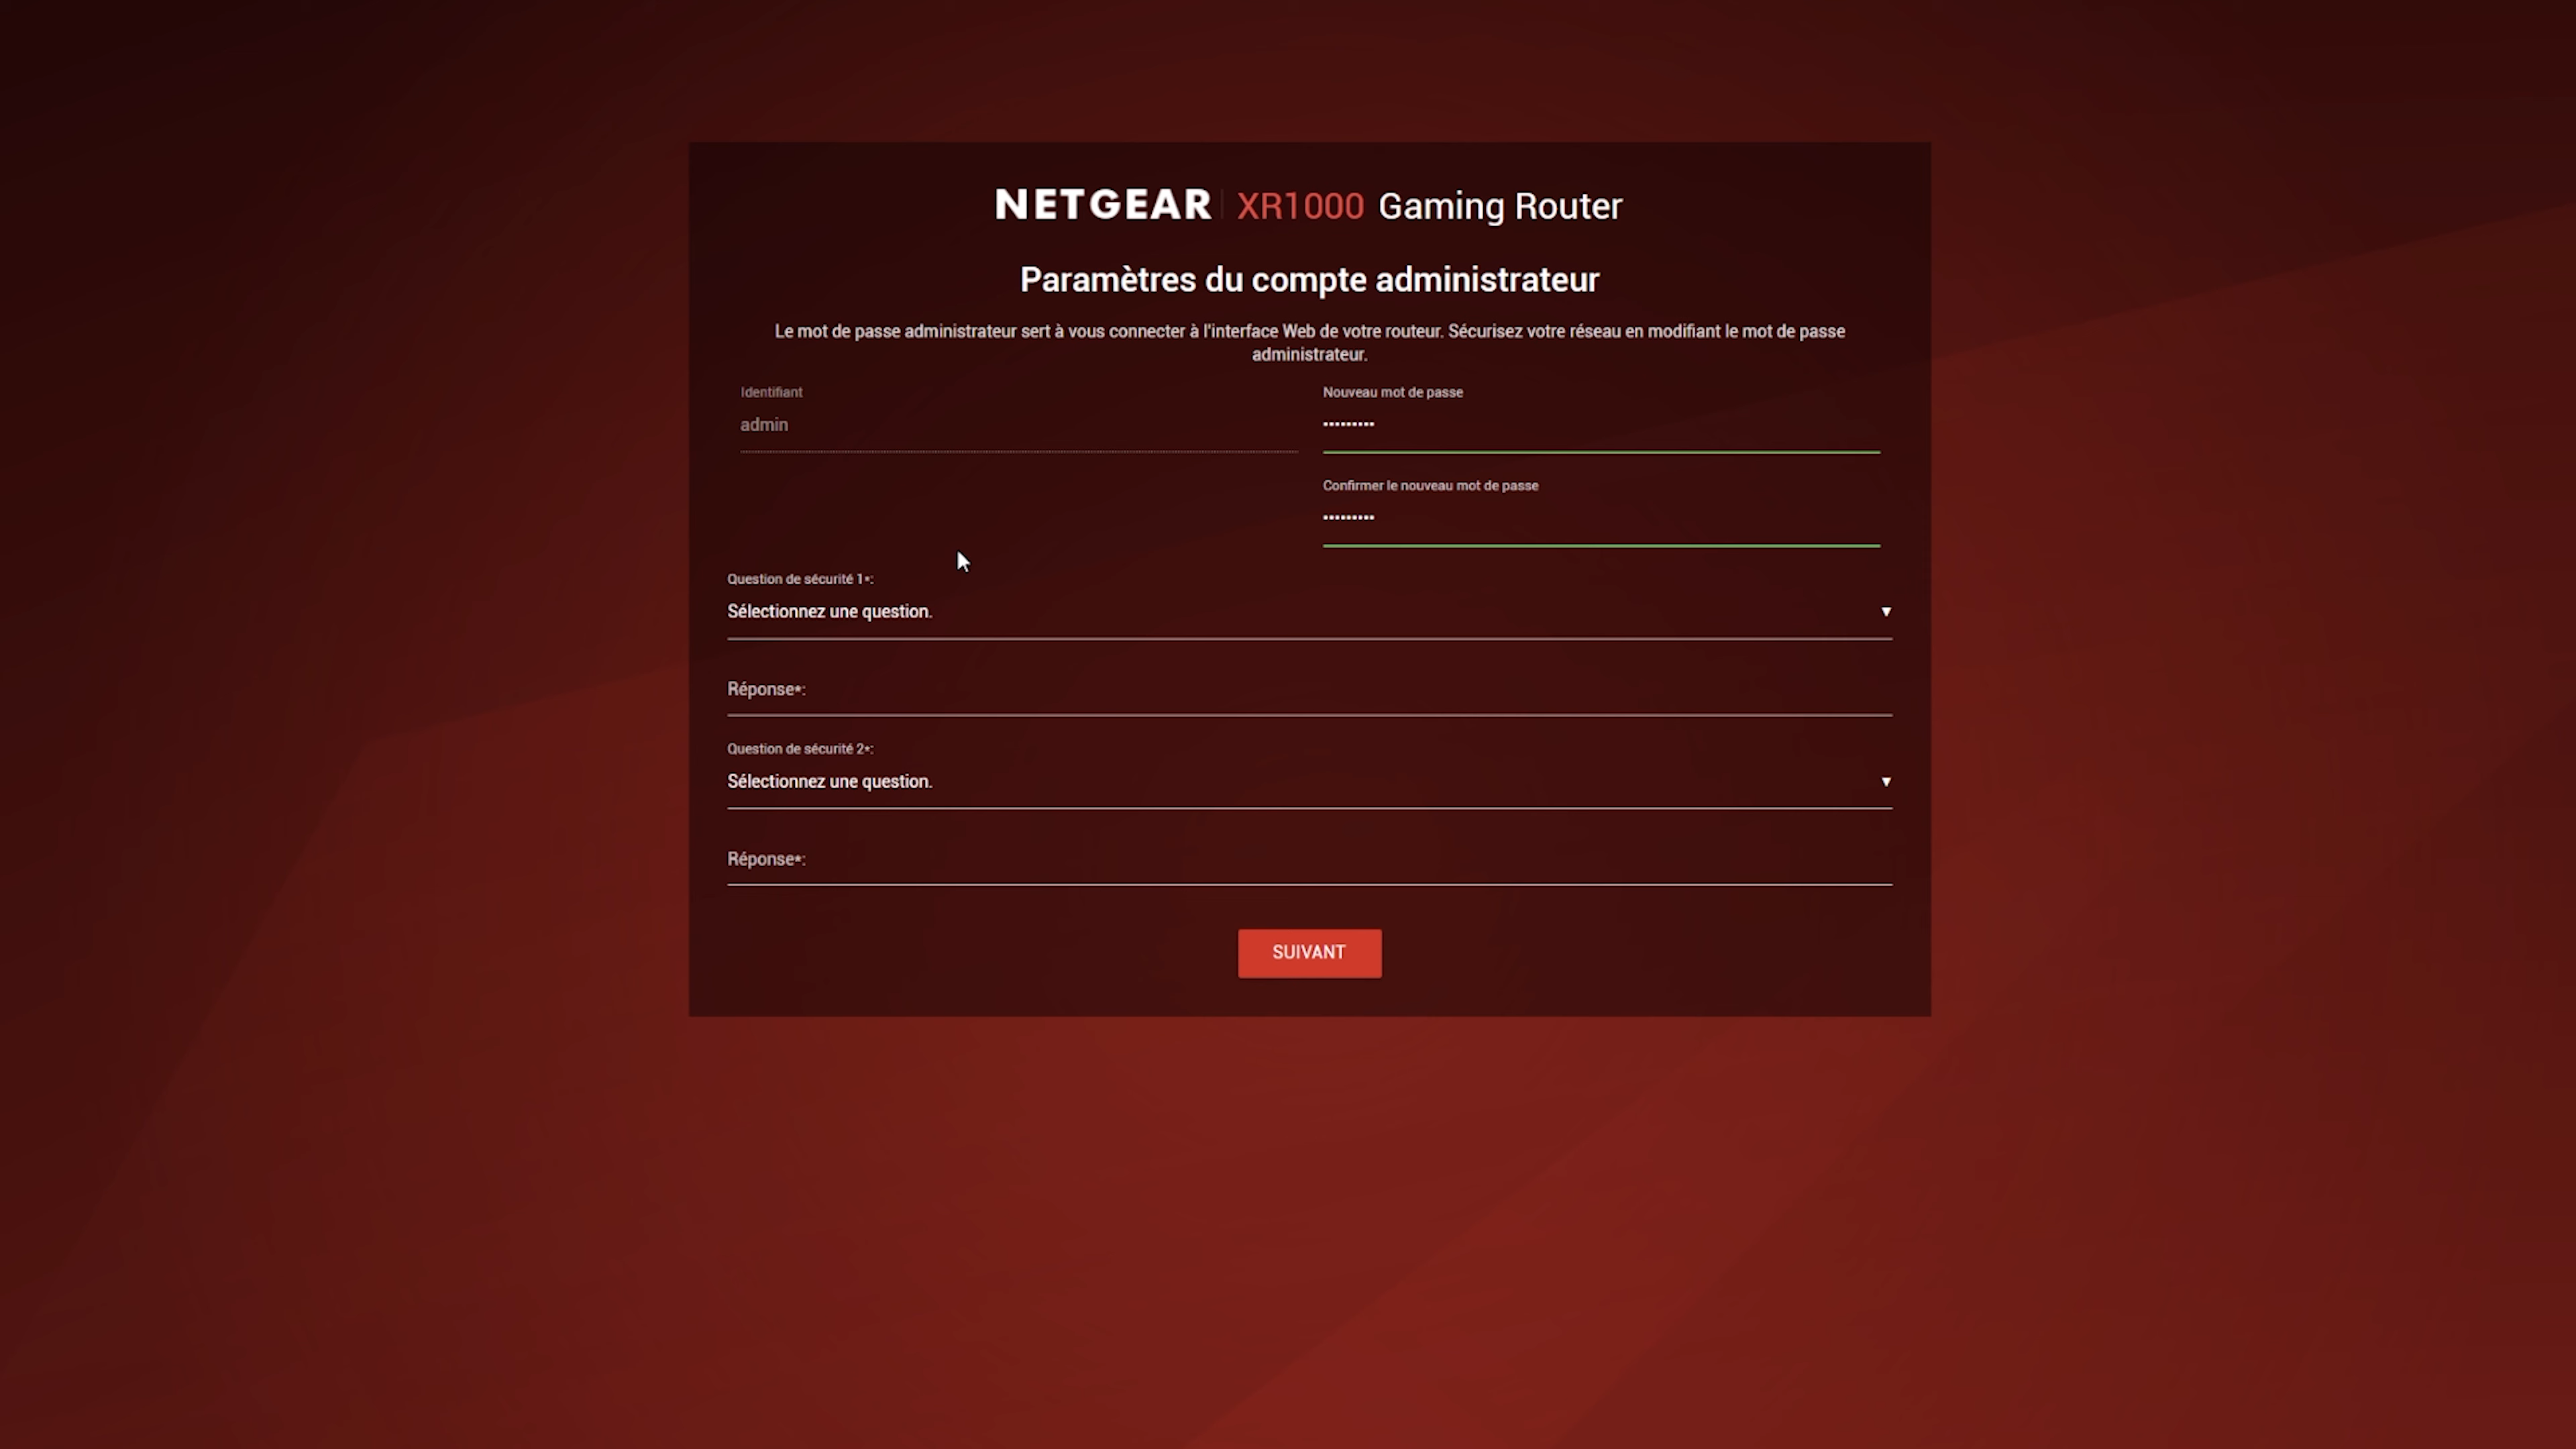 NETGEAR XR1000 Gaming Router
Paramètres du compte administrateur
Le mot de passe administrateur sert à vous connecter à l'interface Web de votre routeur. Sécurisez votre réseau en modifiant le mot de passe
administrateur.
Identifiant
admin
Nouveau mot de passe
•••••••••
Confirmer le nouveau mot de passe
•••••••••
Question de sécurité 1*:
Sélectionnez une question.
Réponse*:
Question de sécurité 2*:
Sélectionnez une question.
Réponse*:
SUIVANT